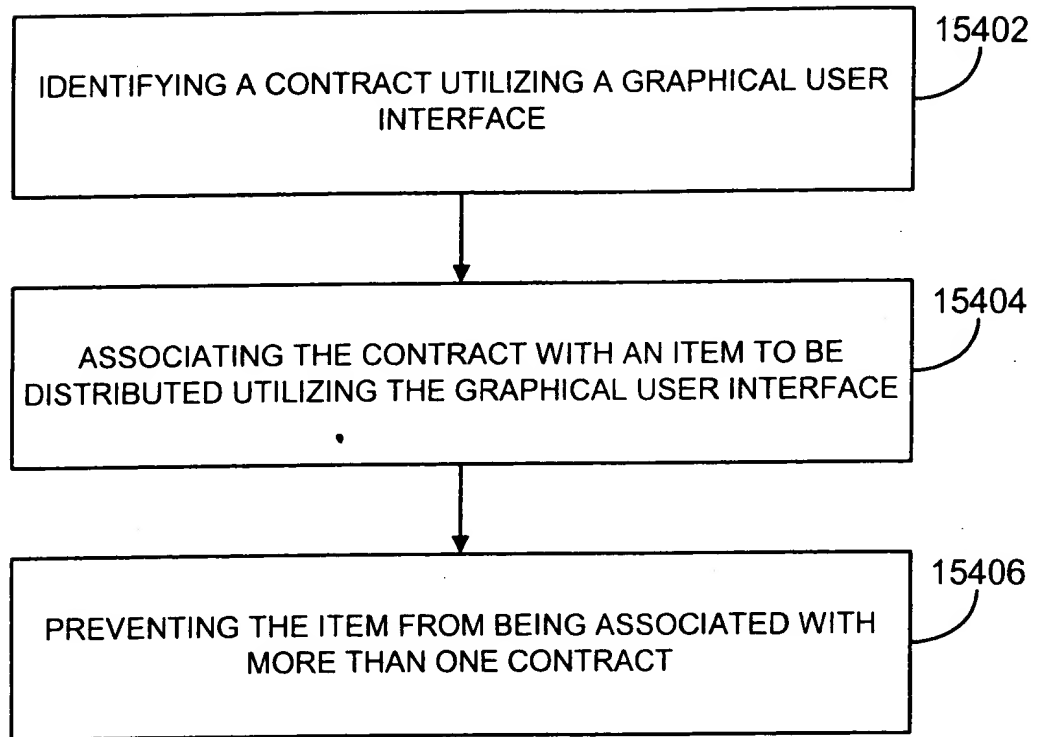 15402
IDENTIFYING A CONTRACT UTILIZING A GRAPHICAL USER
INTERFACE
15404
ASSOCIATING THE CONTRACT WITH AN ITEM TO BE
DISTRIBUTED UTILIZING THE GRAPHICAL USER INTERFACE
15406
PREVENTING THE ITEM FROM BEING ASSOCIATED WITH
MORE THAN ONE CONTRACT